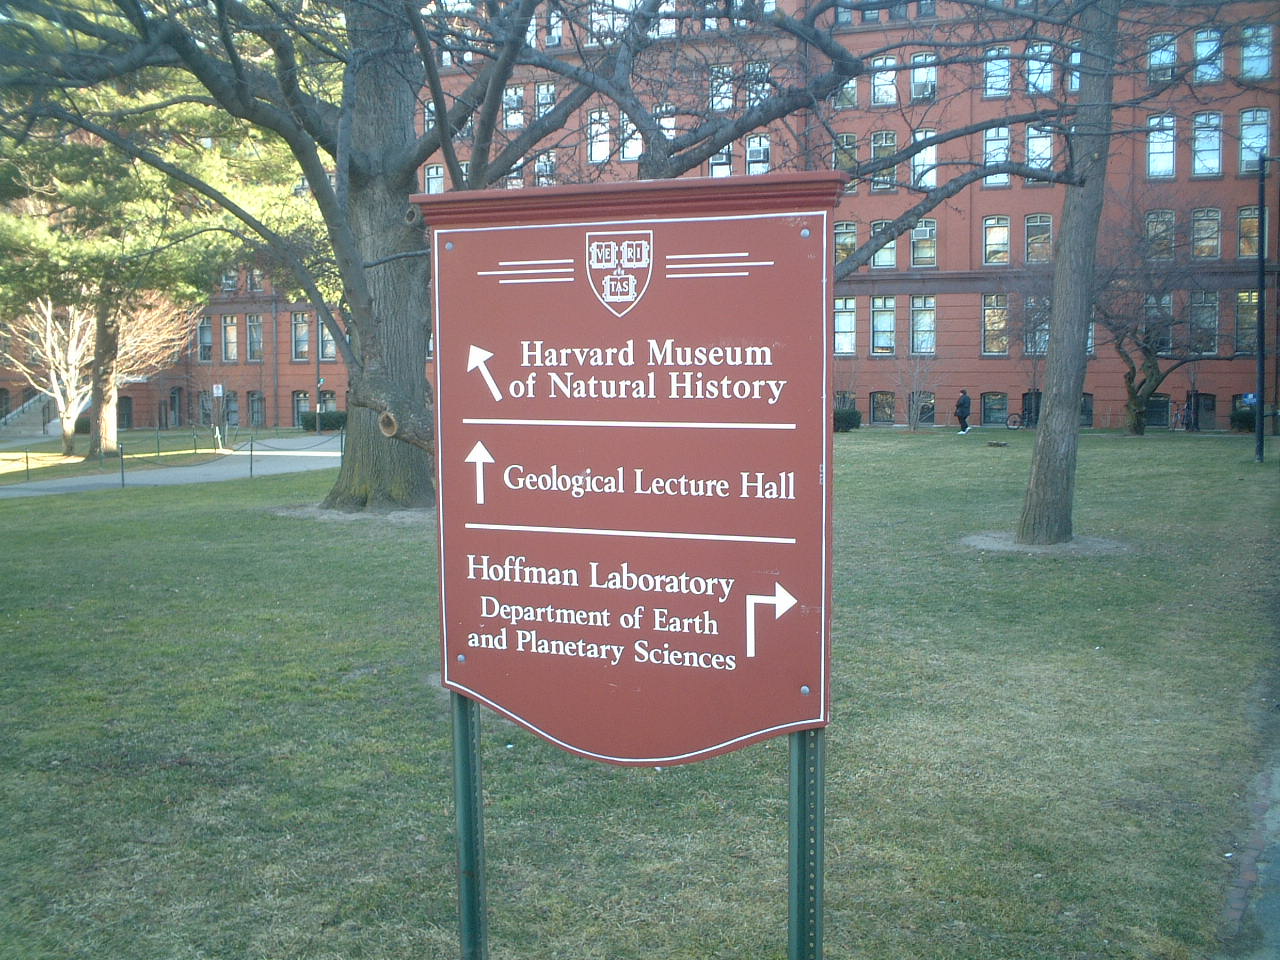 VE RI
TAS
Harvard Museum
of Natural History
Geological Lecture Hall
Hoffman Laboratory
Department of Earth
and Planetary Sciences